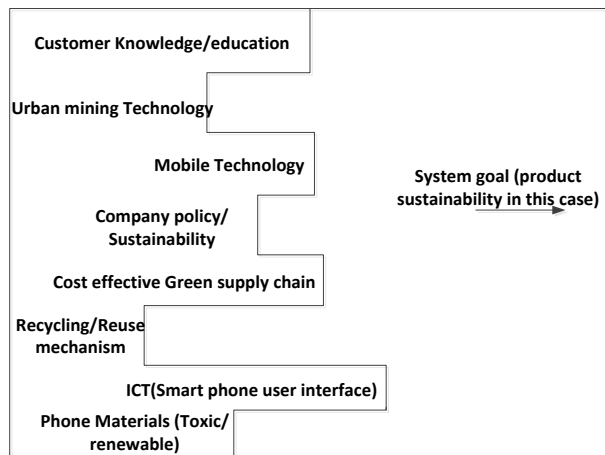 Customer Knowledge/education
Urban mining Technology
Mobile Technology
System goal (product
sustainability in this case)
Company policy/
Sustainability
Cost effective Green supply chain
Recycling/Reuse
mechanism
ICT(Smart phone user interface)
Phone Materials (Toxic/
renewable)